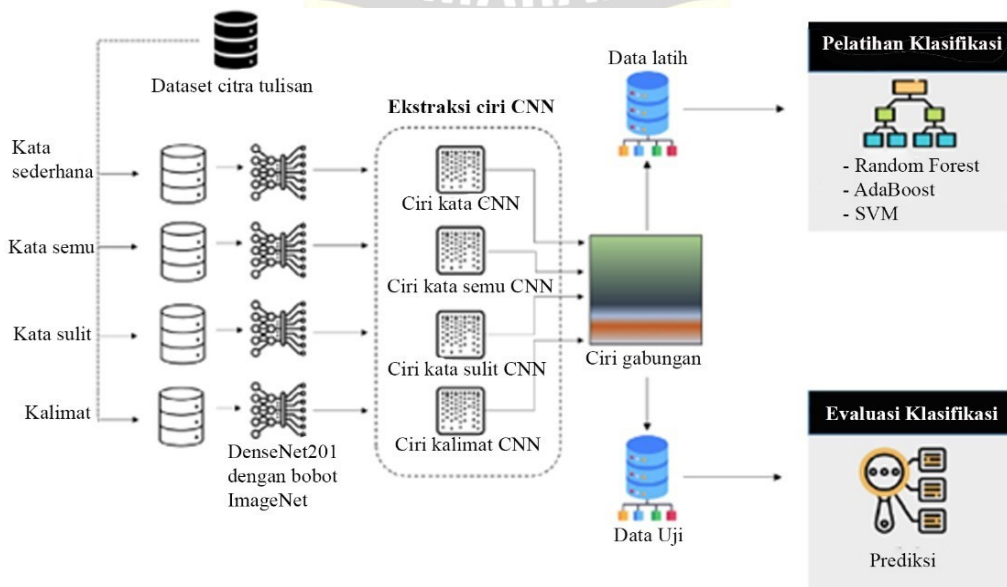 Dataset citra tulisan
Kata
sederhana
Kata semu
Kata sulit
Kalimat
DenseNet201
dengan bobot
ImageNet
Ekstraksi ciri CNN
Ciri kata CNN
Ciri kata semu CNN
Ciri kata sulit CNN
Ciri kalimat CNN
Data latih
Ciri gabungan
Data Uji
Pelatihan Klasifikasi
- Random Forest
- AdaBoost
- SVM
Evaluasi Klasifikasi
Prediksi